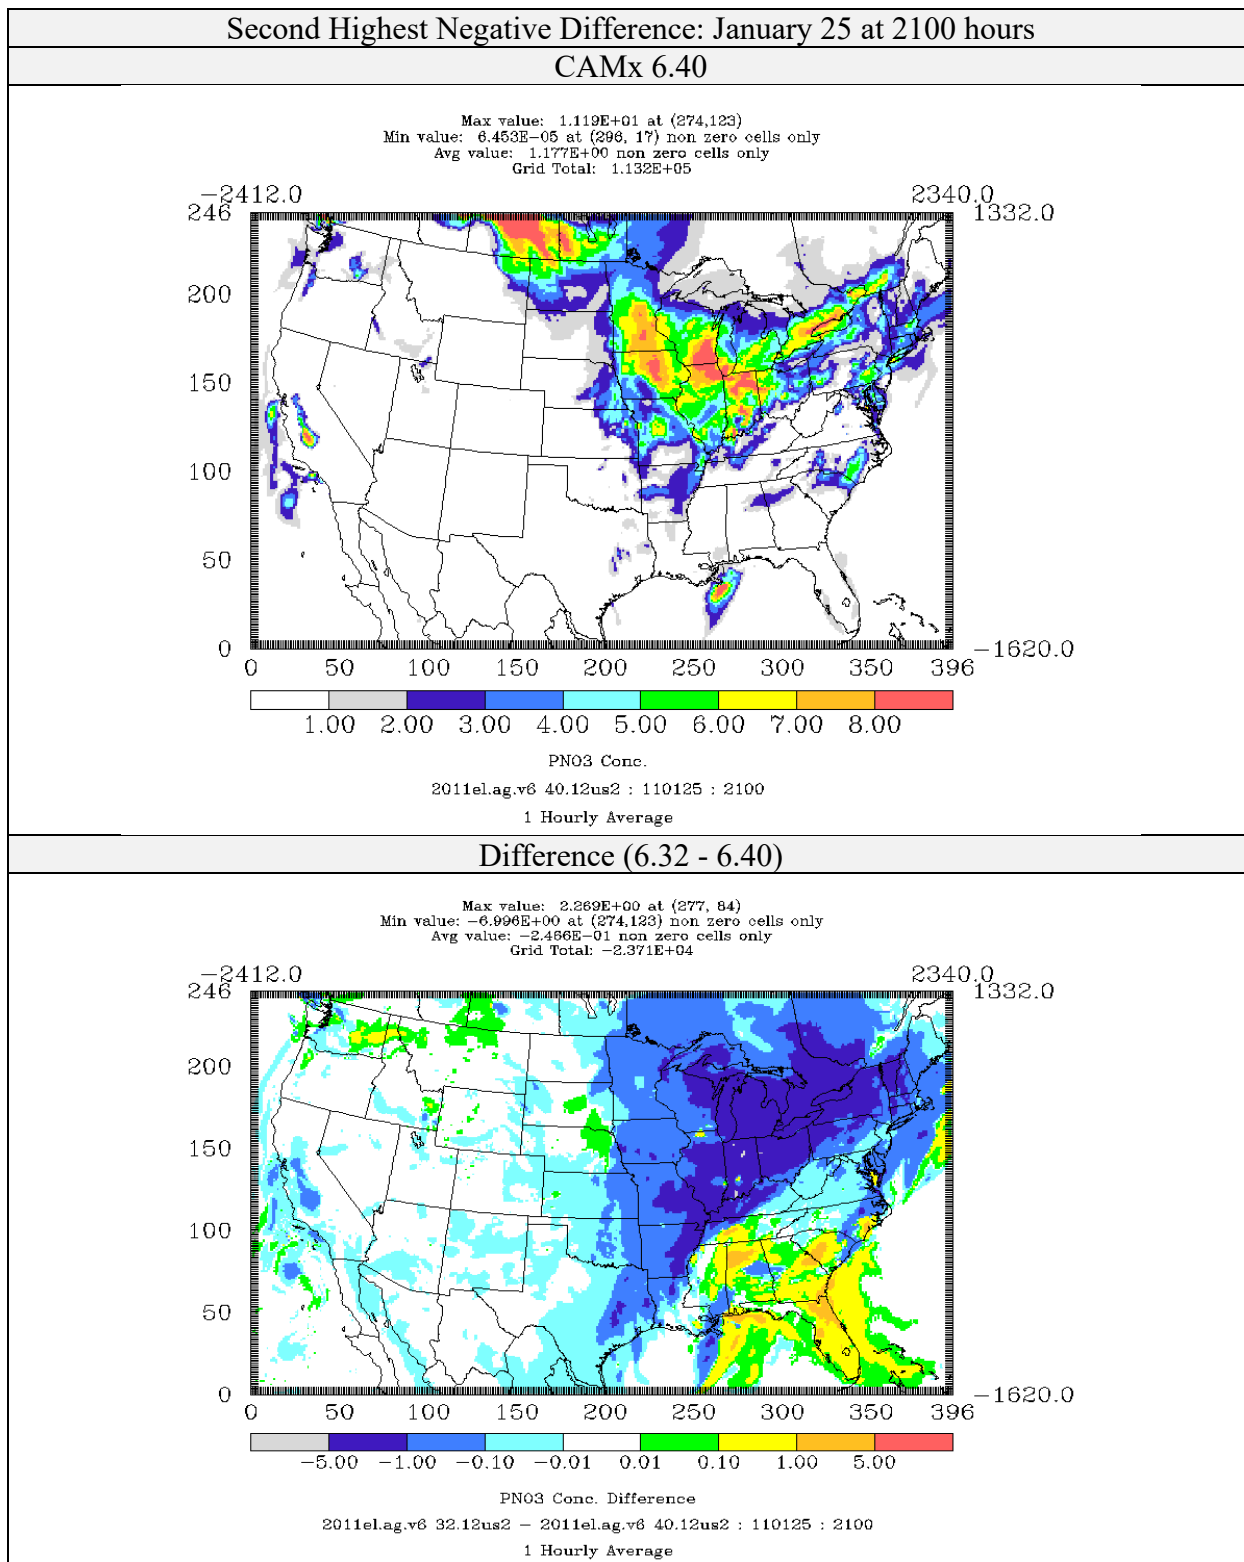 Second Highest Negative Difference: January 25 at 2100 hours
CAMx 6.40
Max value: 1.119E+01 at (274,123)
Min value: 6.453E-05 at (296, 17) non zero cells only
Avg value: 1.177E+00 non zero cells only
Grid Total: 1.132E+05
-2412.0 2340.0
246 1332.0
200
150
100
50
0 -1620.0
0 50 100 150 200 250 300 350 396
1.00 2.00 3.00 4.00 5.00 6.00 7.00 8.00
PNO3 Conc.
2011el.ag.v6 40.12us2 : 110125 : 2100
1 Hourly Average
Difference (6.32 - 6.40)
Max value: 2.269E+00 at (277, 84)
Min value: -6.996E+00 at (274,123) non zero cells only
Avg value: -2.466E-01 non zero cells only
Grid Total: -2.371E+04
-2412.0 2340.0
246 1332.0
200
150
100
50
0 -1620.0
0 50 100 150 200 250 300 350 396
-5.00 -1.00 -0.10 -0.01 0.01 0.10 1.00 5.00
PNO3 Conc. Difference
2011el.ag.v6 32.12us2 - 2011el.ag.v6 40.12us2 : 110125 : 2100
1 Hourly Average